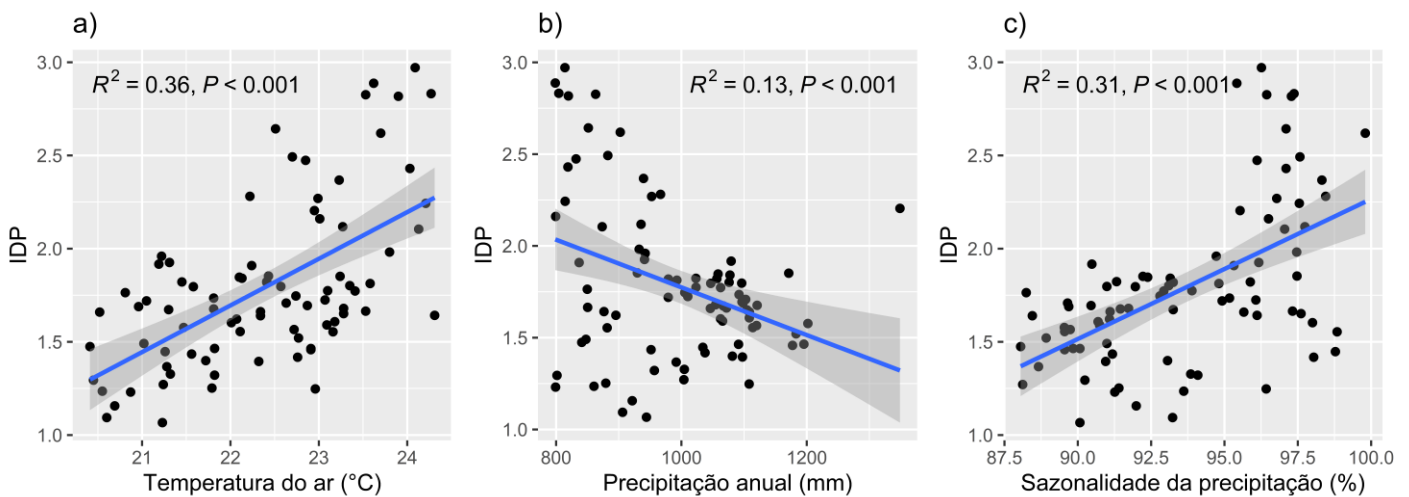 a)
R² = 0.36, P < 0.001
IDP
3.0
2.5
2.0
1.5
1.0
21
22
23
24
Temperatura do ar (°C)
b)
R² = 0.13, P < 0.001
IDP
3.0
2.5
2.0
1.5
1.0
800
1000
1200
Precipitação anual (mm)
c)
R² = 0.31, P < 0.001
IDP
3.0
2.5
2.0
1.5
1.0
87.5
90.0
92.5
95.0
97.5
100.0
Sazonalidade da precipitação (%)